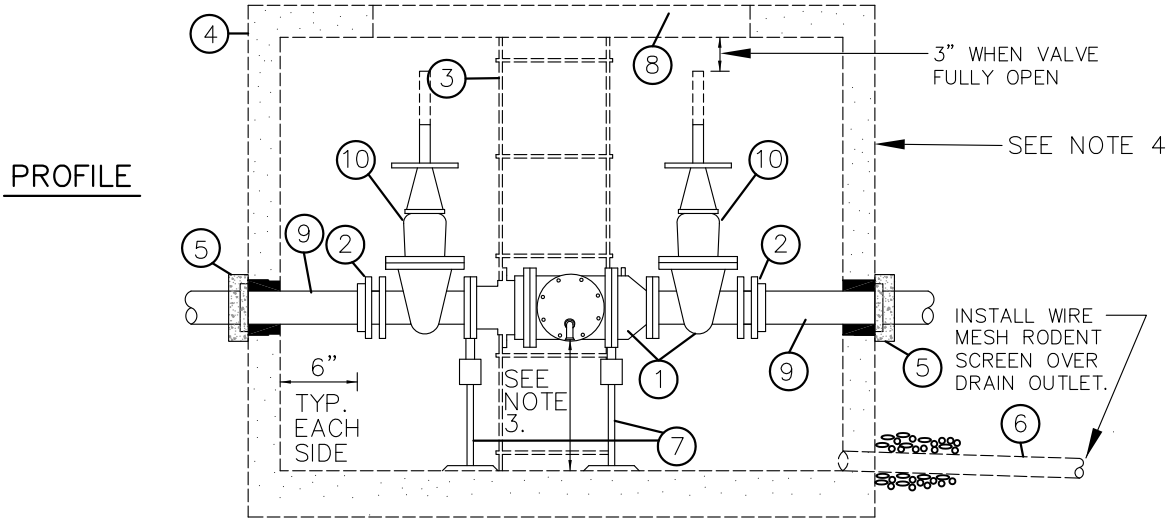 4
8
3
3” WHEN VALVE
FULLY OPEN
SEE NOTE 4
PROFILE
10
10
5
9
2
2
INSTALL WIRE
MESH RODENT
SCREEN OVER
DRAIN OUTLET.
6”
TYP.
EACH
SIDE
SEE
NOTE
3.
1
9
5
7
6